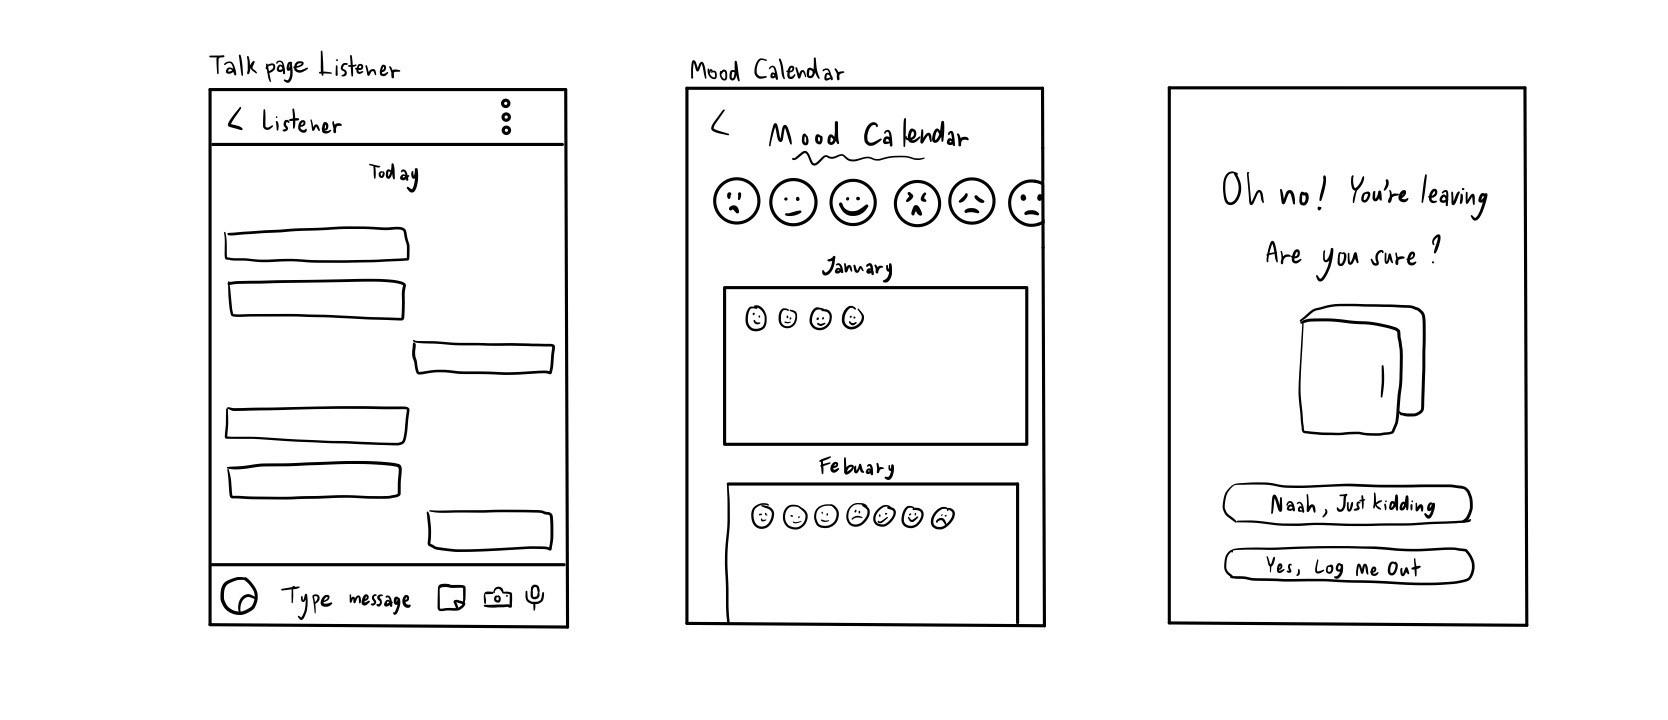 Talk page Listener
< Listener
Today
Type message
Mood Calendar
<
Mood Calendar
January
Febuary
Oh no! You're leaving
Are you sure?
Naah, Just kidding
Yes, Log Me Out